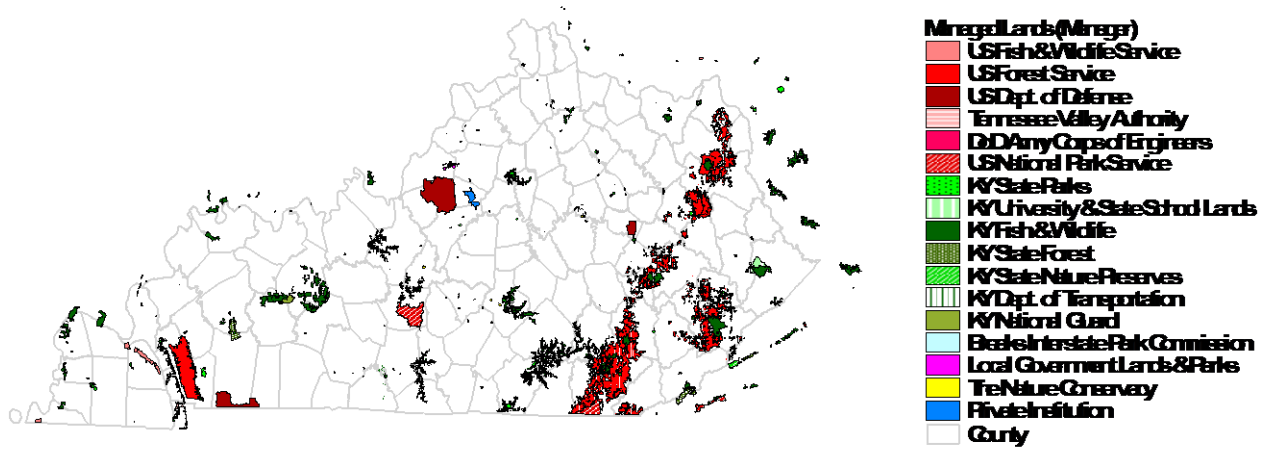 Managed Lands (Manager)
US Fish & Wildlife Service
US Forest Service
US Dept. of Defense
Tennessee Valley Authority
DoD Army Corps of Engineers
US National Park Service
KY State Parks
KY University & State School Lands
KY Fish & Wildlife
KY State Forest
KY State Nature Preserves
KY Dept. of Transportation
KY National Guard
Breaks Interstate Park Commission
Local Government Lands & Parks
The Nature Conservacy
Private Institution
County